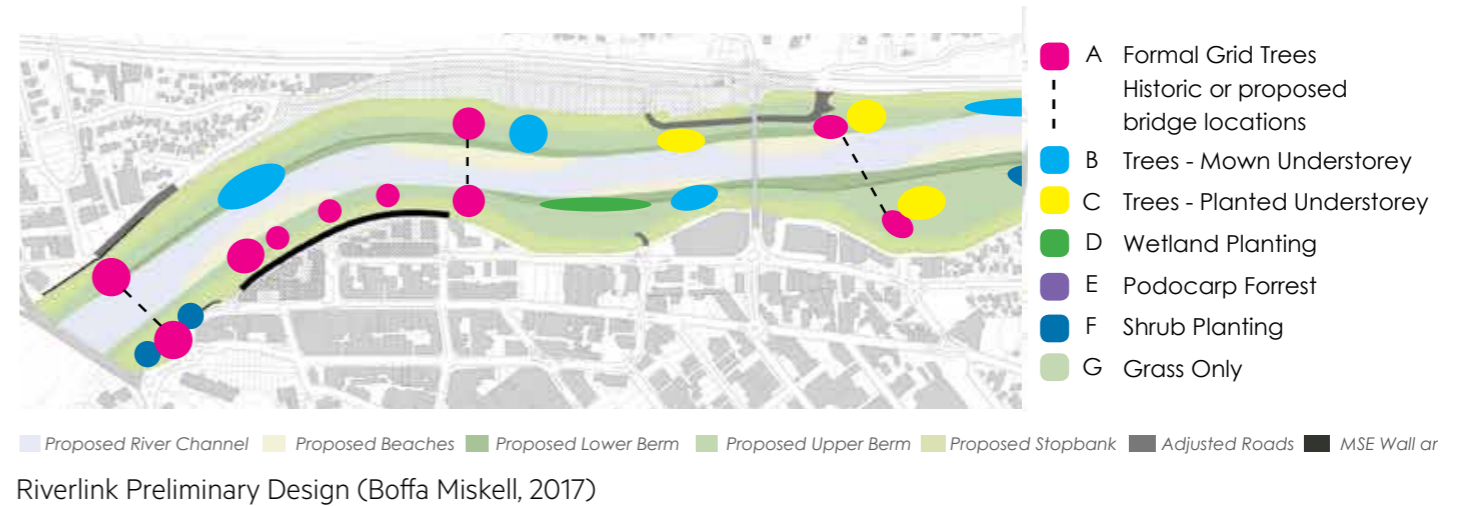 A Formal Grid Trees
Historic or proposed
bridge locations
B Trees - Mown Understorey
C Trees - Planted Understorey
D Wetland Planting
E Podocarp Forrest
F Shrub Planting
G Grass Only
Proposed River Channel Proposed Beaches Proposed Lower Berm Proposed Upper Berm Proposed Stopbank Adjusted Roads MSE Wall ar
Riverlink Preliminary Design (Boffa Miskell, 2017)